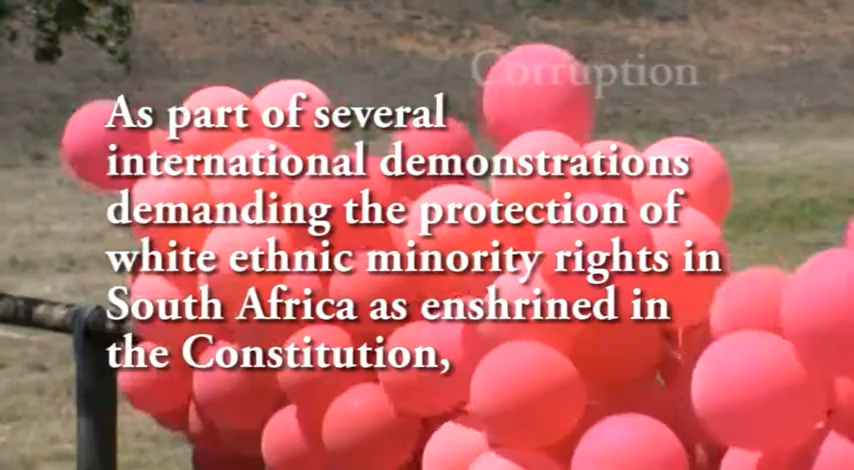 Corruption
As part of several
international demonstrations
demanding the protection of
white ethnic minority rights in
South Africa as enshrined in
the Constitution,